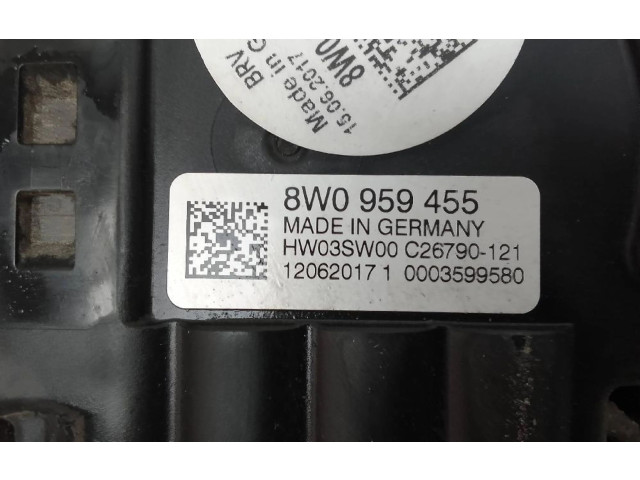 BRV
Made in G
15.06.2017
8W0
8W0 959 455
MADE IN GERMANY
HW03SW00 C26790-121
12062017 1 0003599580